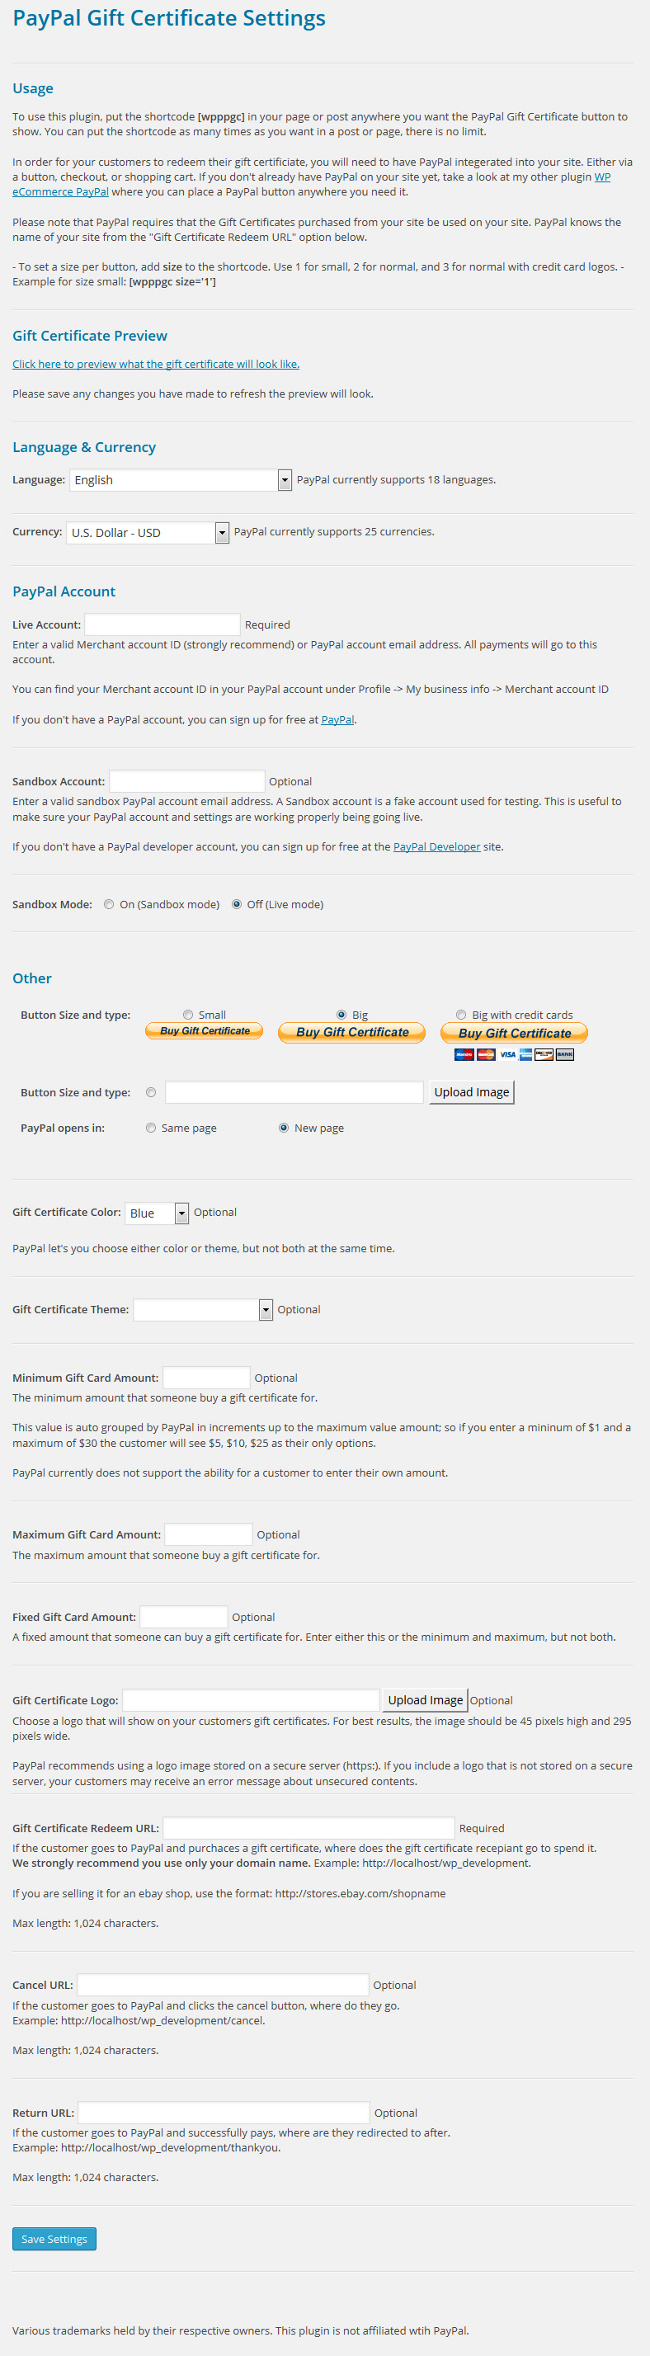 PayPal Gift Certificate Settings
Usage
To use this plugin, put the shortcode [wpppgc] in your page or post anywhere you want the PayPal Gift Certificate button to
show. You can put the shortcode as many times as you want in a post or page, there is no limit.
In order for your customers to redeem their gift certificiate, you will need to have PayPal integerated into your site. Either via
a button, checkout, or shopping cart. If you don't already have PayPal on your site yet, take a look at my other plugin WP
eCommerce PayPal where you can place a PayPal button anywhere you need it.
Please note that PayPal requires that the Gift Certificates purchased from your site be used on your site. PayPal knows the
name of your site from the "Gift Certificate Redeem URL" option below.
- To set a size per button, add size to the shortcode. Use 1 for small, 2 for normal, and 3 for normal with credit card logos. -
Example for size small: [wpppgc size='1']
Gift Certificate Preview
Click here to preview what the gift certificate will look like.
Please save any changes you have made to refresh the preview will look.
Language & Currency
Language: English PayPal currently supports 18 languages.
Currency: U.S. Dollar - USD PayPal currently supports 25 currencies.
PayPal Account
Live Account: Required
Enter a valid Merchant account ID (strongly recommend) or PayPal account email address. All payments will go to this
account.
You can find your Merchant account ID in your PayPal account under Profile -> My business info -> Merchant account ID
If you don't have a PayPal account, you can sign up for free at PayPal.
Sandbox Account: Optional
Enter a valid sandbox PayPal account email address. A Sandbox account is a fake account used for testing. This is useful to
make sure your PayPal account and settings are working properly being going live.
If you don't have a PayPal developer account, you can sign up for free at the PayPal Developer site.
Sandbox Mode: On (Sandbox mode) Off (Live mode)
Other
Button Size and type: Small Big Big with credit cards
Buy Gift Certificate Buy Gift Certificate Buy Gift Certificate
VISA BANK
Button Size and type: Upload Image
PayPal opens in: Same page New page
Gift Certificate Color: Blue Optional
PayPal let's you choose either color or theme, but not both at the same time.
Gift Certificate Theme: Optional
Minimum Gift Card Amount: Optional
The minimum amount that someone buy a gift certificate for.
This value is auto grouped by PayPal in increments up to the maximum value amount; so if you enter a mininum of $1 and a
maximum of $30 the customer will see $5, $10, $25 as their only options.
PayPal currently does not support the ability for a customer to enter their own amount.
Maximum Gift Card Amount: Optional
The maximum amount that someone buy a gift certificate for.
Fixed Gift Card Amount: Optional
A fixed amount that someone can buy a gift certificate for. Enter either this or the minimum and maximum, but not both.
Gift Certificate Logo: Upload Image Optional
Choose a logo that will show on your customers gift certificates. For best results, the image should be 45 pixels high and 295
pixels wide.
PayPal recommends using a logo image stored on a secure server (https:). If you include a logo that is not stored on a secure
server, your customers may receive an error message about unsecured contents.
Gift Certificate Redeem URL: Required
If the customer goes to PayPal and purchaces a gift certificate, where does the gift certificate recepiant go to spend it.
We strongly recommend you use only your domain name. Example: http://localhost/wp_development.
If you are selling it for an ebay shop, use the format: http://stores.ebay.com/shopname
Max length: 1,024 characters.
Cancel URL: Optional
If the customer goes to PayPal and clicks the cancel button, where do they go.
Example: http://localhost/wp_development/cancel.
Max length: 1,024 characters.
Return URL: Optional
If the customer goes to PayPal and successfully pays, where are they redirected to after.
Example: http://localhost/wp_development/thankyou.
Max length: 1,024 characters.
Save Settings
Various trademarks held by their respective owners. This plugin is not affiliated wtih PayPal.